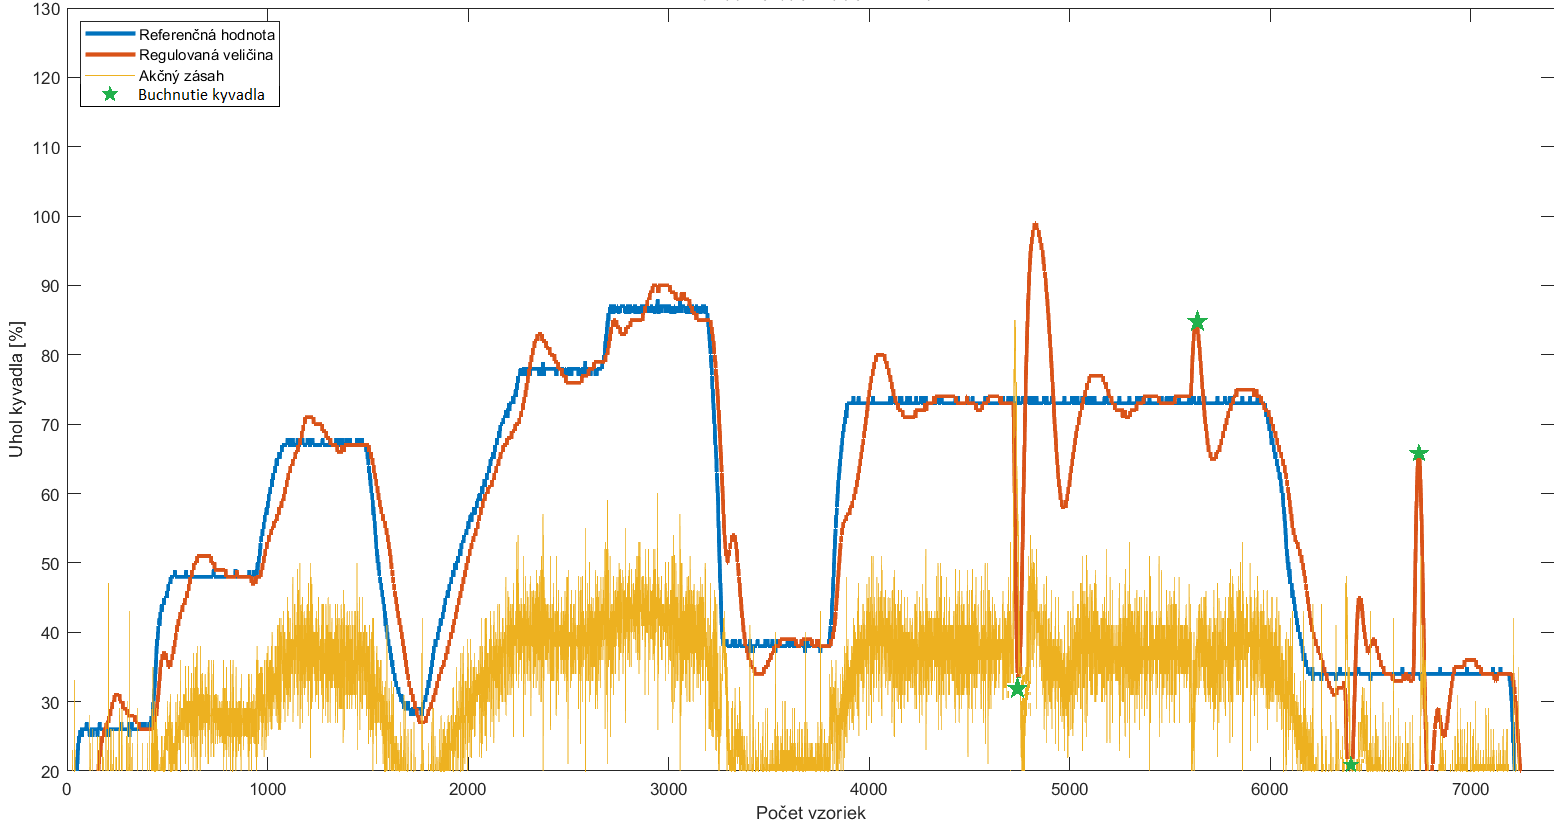 130
120
110
100
90
80
70
60
50
40
30
20
Uhol kyvadla [%]
Referenčná hodnota
Regulovaná veličina
Akčný zásah
Buchnutie kyvadla
0 1000 2000 3000 4000 5000 6000 7000
Počet vzoriek